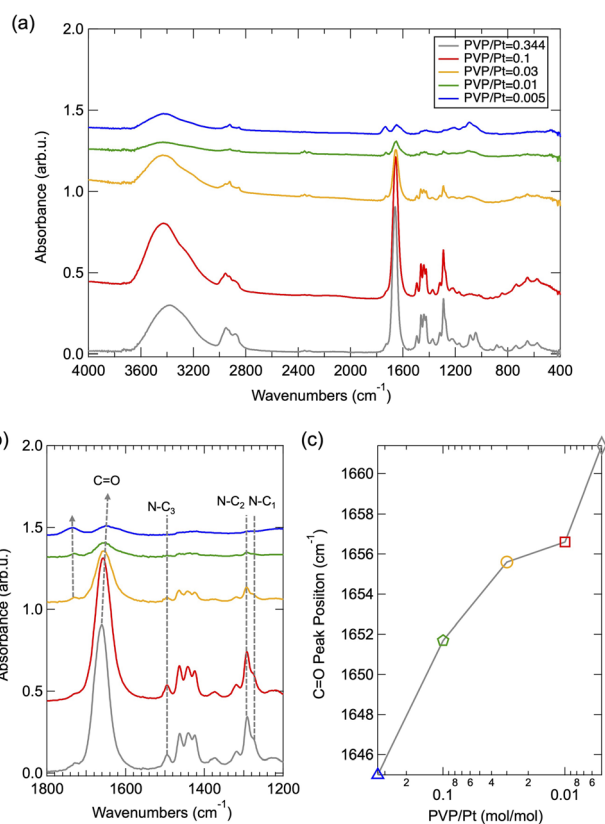 (a)
2.0
1.5
1.0
0.5
0.0
Absorbance (arb.u.)
PVP/Pt=0.344
PVP/Pt=0.1
PVP/Pt=0.03
PVP/Pt=0.01
PVP/Pt=0.005
4000 3600 3200 2800 2400 2000 1600 1200 800 400
Wavenumbers (cm-1)
)
2.0
1.5
1.0
0.5
0.0
Absorbance (arb.u.)
C=O
N-C3
N-C2
N-C1
1800 1600 1400 1200
Wavenumbers (cm-1)
(c)
1660
1656
1652
1648
1646
C=O Peak Posiiton (cm-1)
2 0.1 8 6 4 2 0.01 8 6
PVP/Pt (mol/mol)